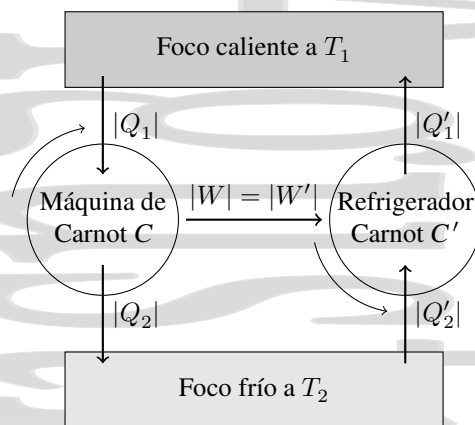 Foco caliente a T₁
|Q₁|
|Q′₁|
Máquina de
Carnot C
|W| = |W′|
Refrigerador
Carnot C′
|Q₂|
|Q′₂|
Foco frío a T₂